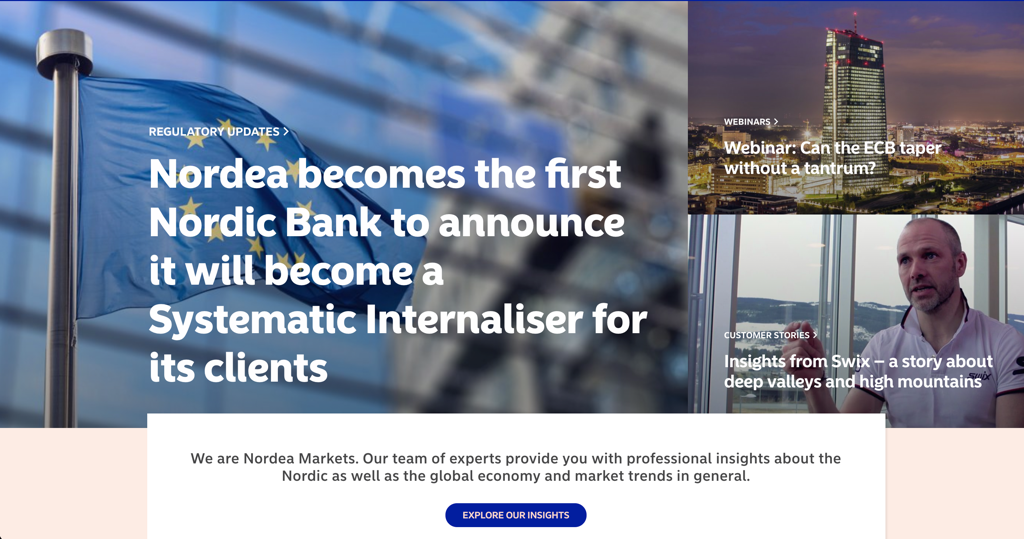 REGULATORY UPDATES >
Nordea becomes the first
Nordic Bank to announce
it will become a
Systematic Internaliser for
its clients
WEBINARS >
Webinar: Can the ECB taper
without a tantrum?
CUSTOMER STORIES >
Insights from Swix – a story about
deep valleys and high mountains
Swix
We are Nordea Markets. Our team of experts provide you with professional insights about the
Nordic as well as the global economy and market trends in general.
EXPLORE OUR INSIGHTS